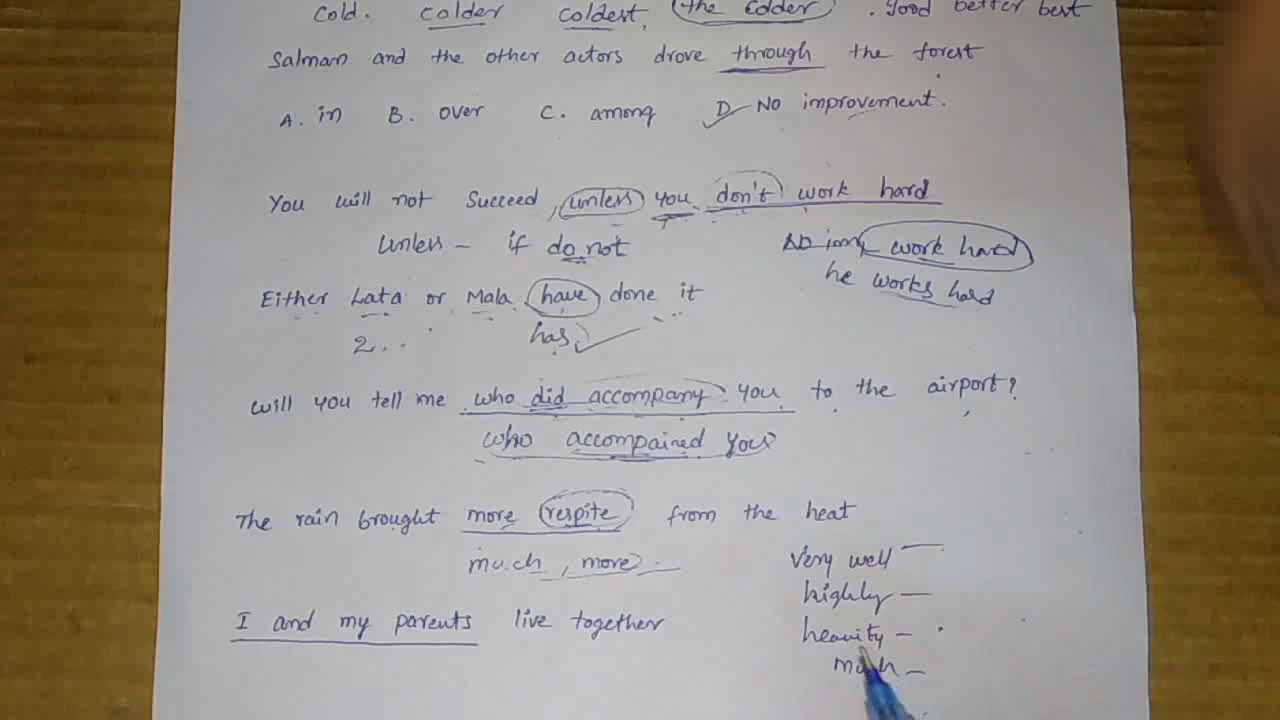 Cold. colder coldest, (the colder) . Good better best
Salman and the other actors drove through the forest
A. in B. over C. among D. No improvement.
You will not Succeed, unless you don't work hard
unless - if do not work hard
he works hard
Either Lata or Mala have done it
2... has
will you tell me who did accompany you to the airport?
who accompaired you
The rain brought more respite from the heat
much, more
very well
highly
I and my parents live together
heavity
much